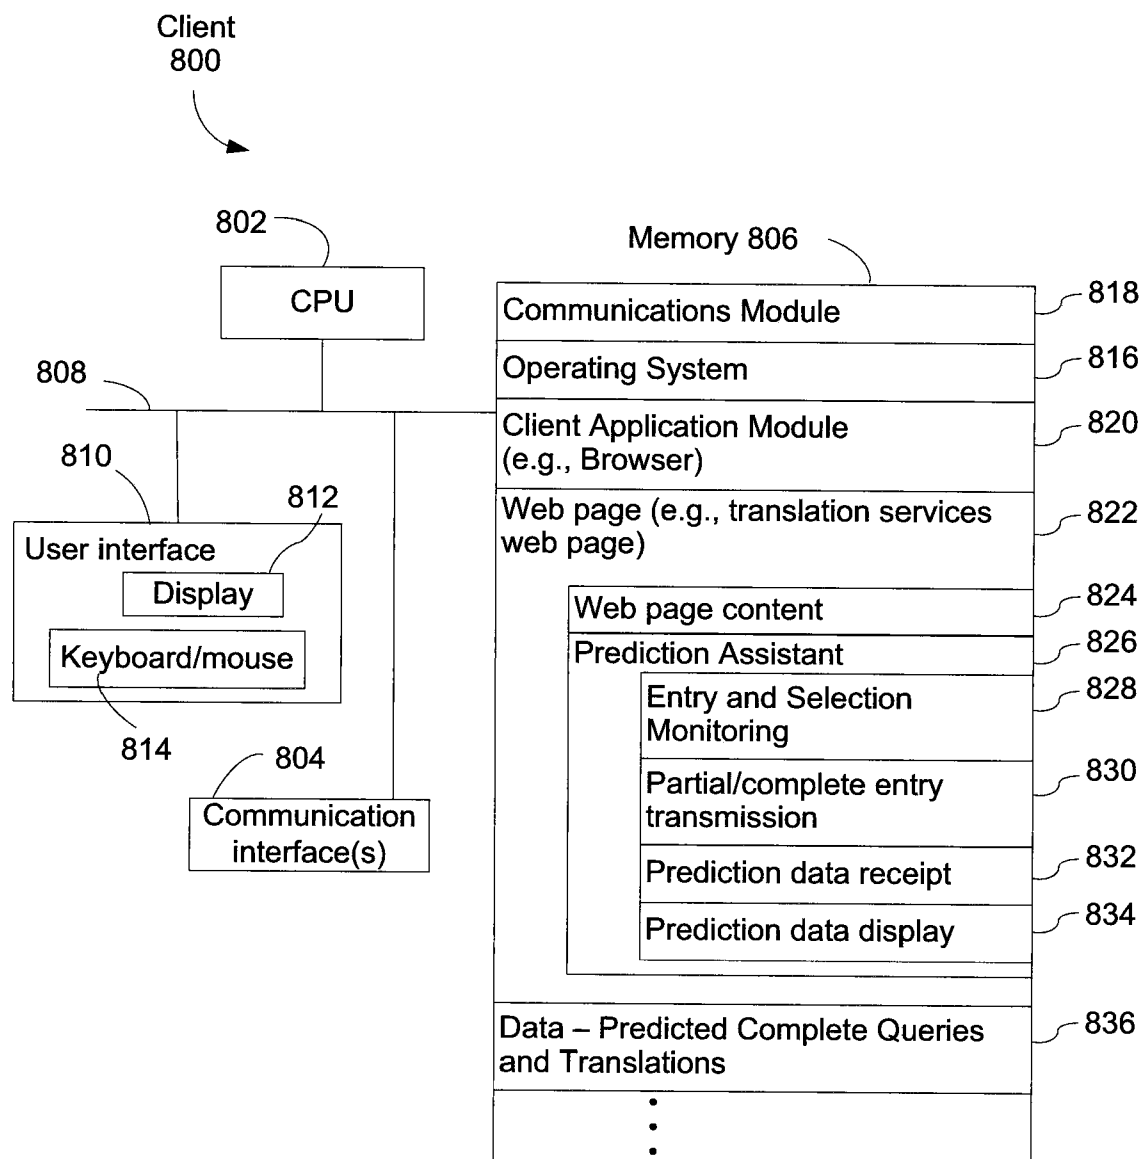 Client
800
802
CPU
808
810
812
User interface
Display
Keyboard/mouse
814
804
Communication
interface(s)
Memory 806
Communications Module
818
Operating System
816
Client Application Module
(e.g., Browser)
820
Web page (e.g., translation services
web page)
822
Web page content
824
Prediction Assistant
826
Entry and Selection
Monitoring
828
Partial/complete entry
transmission
830
Prediction data receipt
832
Prediction data display
834
Data – Predicted Complete Queries
and Translations
836